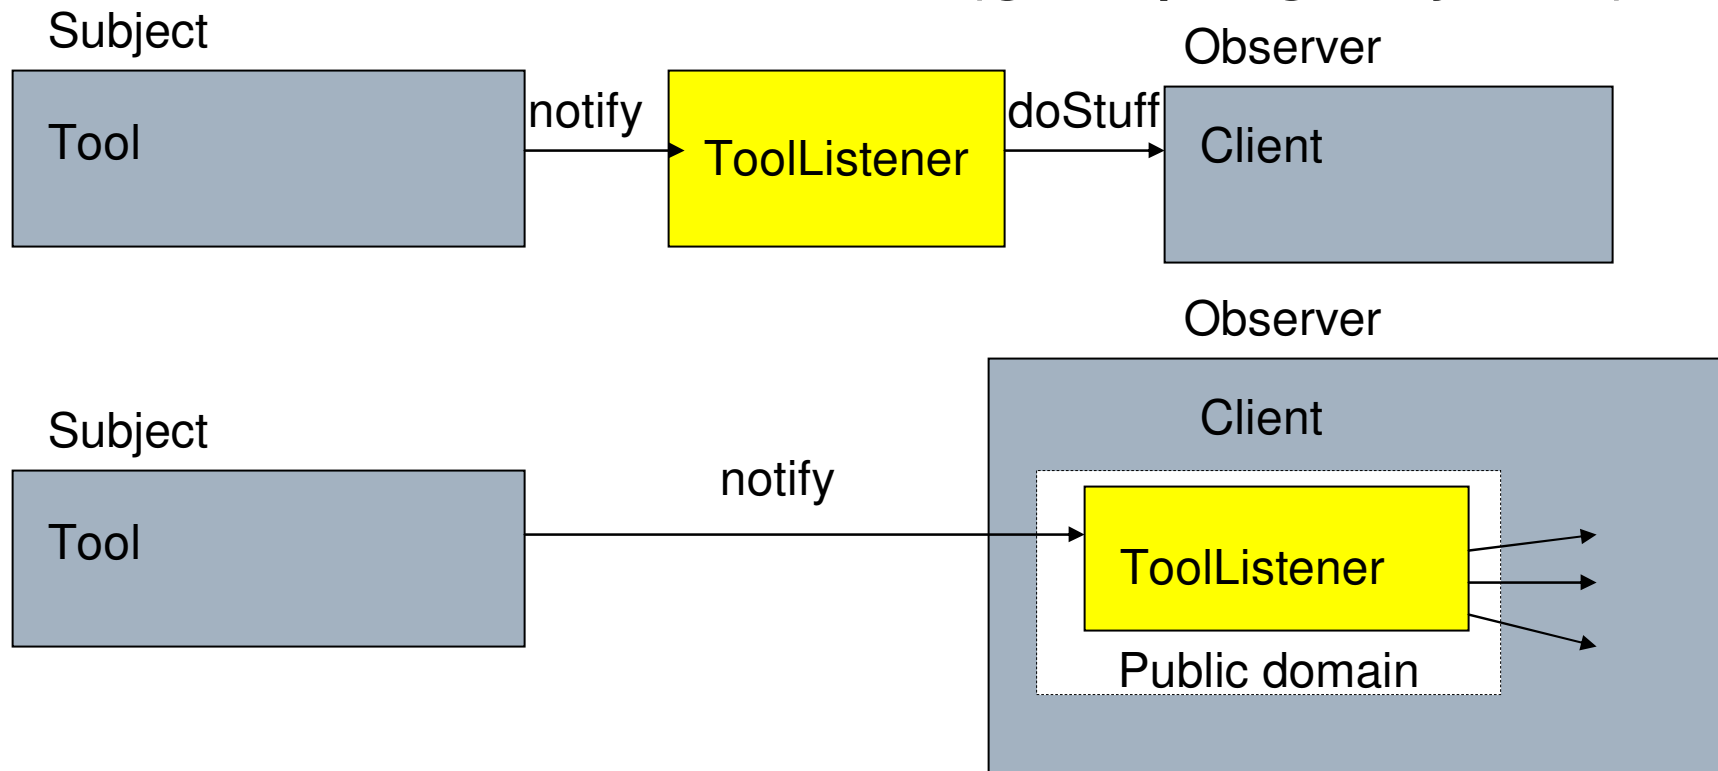 Subject
Observer
notify
doStuff
Tool
ToolListener
Client
Observer
Client
Subject
notify
Tool
ToolListener
Public domain